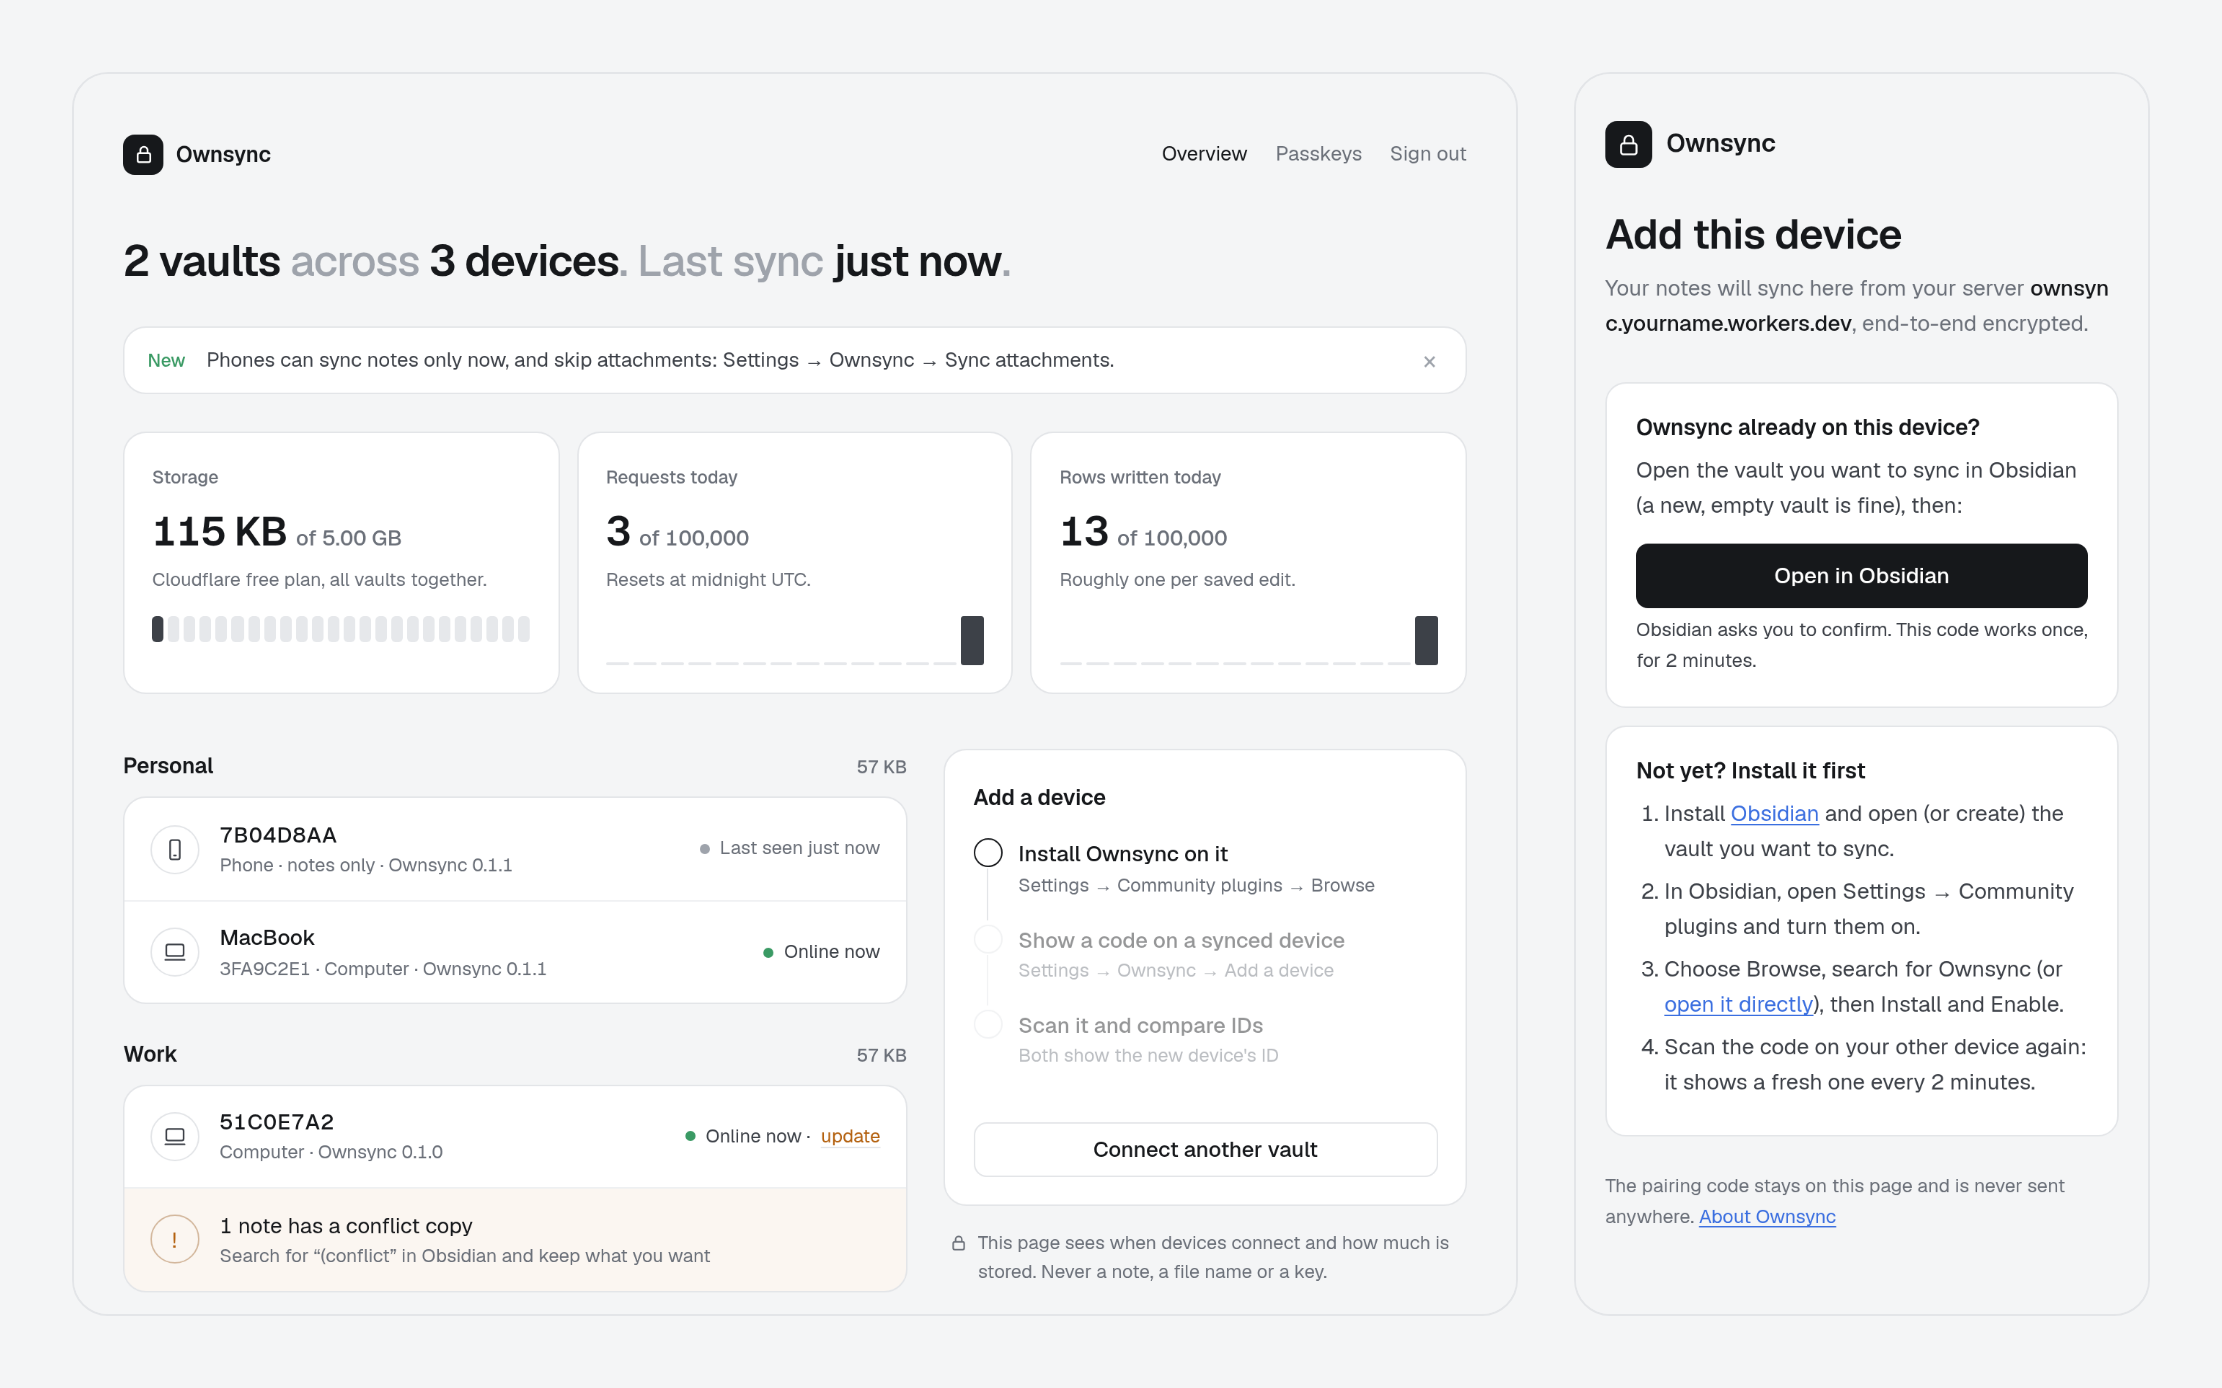 Ownsync
Overview
Passkeys
Sign out
2 vaults across 3 devices. Last sync just now.
New
Phones can sync notes only now, and skip attachments: Settings → Ownsync → Sync attachments.
×
Storage
115 KB of 5.00 GB
Cloudflare free plan, all vaults together.
Requests today
3 of 100,000
Resets at midnight UTC.
Rows written today
13 of 100,000
Roughly one per saved edit.
Personal
57 KB
7B04D8AA
Phone · notes only · Ownsync 0.1.1
Last seen just now
MacBook
3FA9C2E1 · Computer · Ownsync 0.1.1
Online now
Work
57 KB
51C0E7A2
Computer · Ownsync 0.1.0
Online now · update
!
1 note has a conflict copy
Search for “(conflict” in Obsidian and keep what you want
Add a device
Install Ownsync on it
Settings → Community plugins → Browse
Show a code on a synced device
Settings → Ownsync → Add a device
Scan it and compare IDs
Both show the new device's ID
Connect another vault
This page sees when devices connect and how much is
stored. Never a note, a file name or a key.
Ownsync
Add this device
Your notes will sync here from your server ownsyn
c.yourname.workers.dev, end-to-end encrypted.
Ownsync already on this device?
Open the vault you want to sync in Obsidian
(a new, empty vault is fine), then:
Open in Obsidian
Obsidian asks you to confirm. This code works once,
for 2 minutes.
Not yet? Install it first
1. Install Obsidian and open (or create) the
vault you want to sync.
2. In Obsidian, open Settings → Community
plugins and turn them on.
3. Choose Browse, search for Ownsync (or
open it directly), then Install and Enable.
4. Scan the code on your other device again:
it shows a fresh one every 2 minutes.
The pairing code stays on this page and is never sent
anywhere. About Ownsync